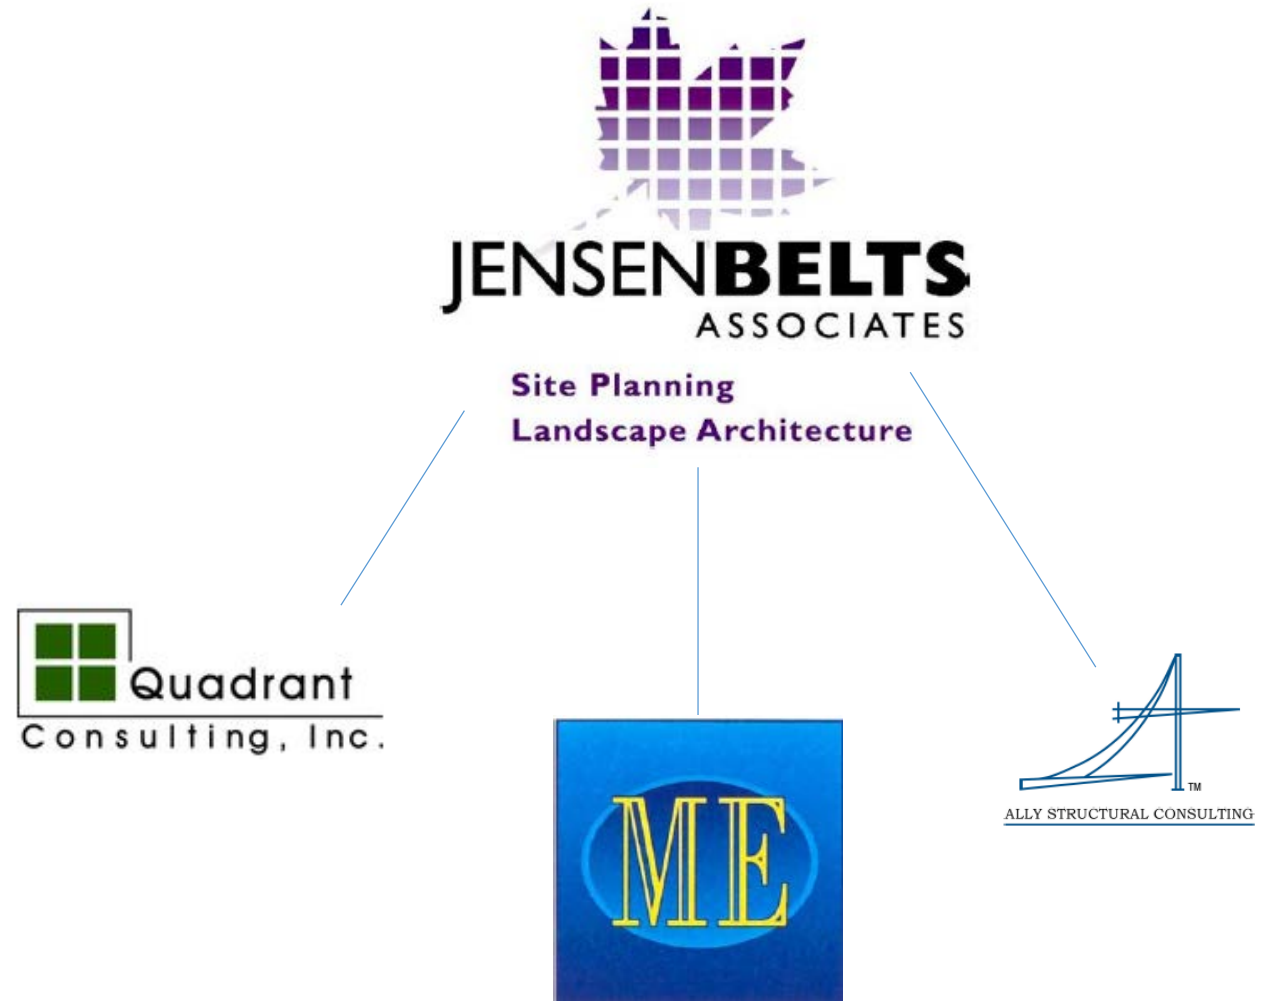 JENSENBELTS
ASSOCIATES
Site Planning
Landscape Architecture
Quadrant
Consulting, Inc.
ME
TM
ALLY STRUCTURAL CONSULTING